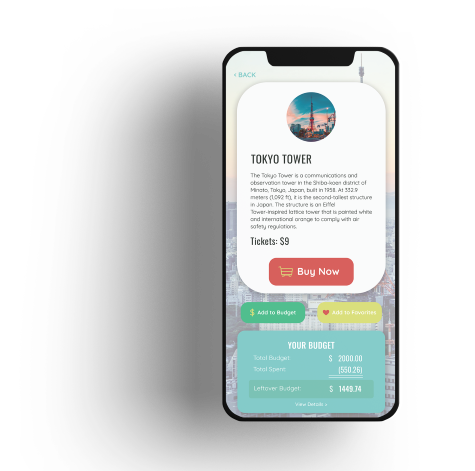 ‹ BACK
TOKYO TOWER
The Tokyo Tower is a communications and
observation tower in the Shiba-koen district of
Minato, Tokyo, Japan, built in 1958. At 332.9
meters (1,092 ft), it is the second-tallest structure
in Japan. The structure is an Eiffel
Tower-inspired lattice tower that is painted white
and international orange to comply with air
safety regulations.
Tickets: $9
Buy Now
$ Add to Budget
Add to Favorites
YOUR BUDGET
Total Budget $ 2000.00
Total Spent (550.26)
Leftover Budget: $ 1449.74
View Details »